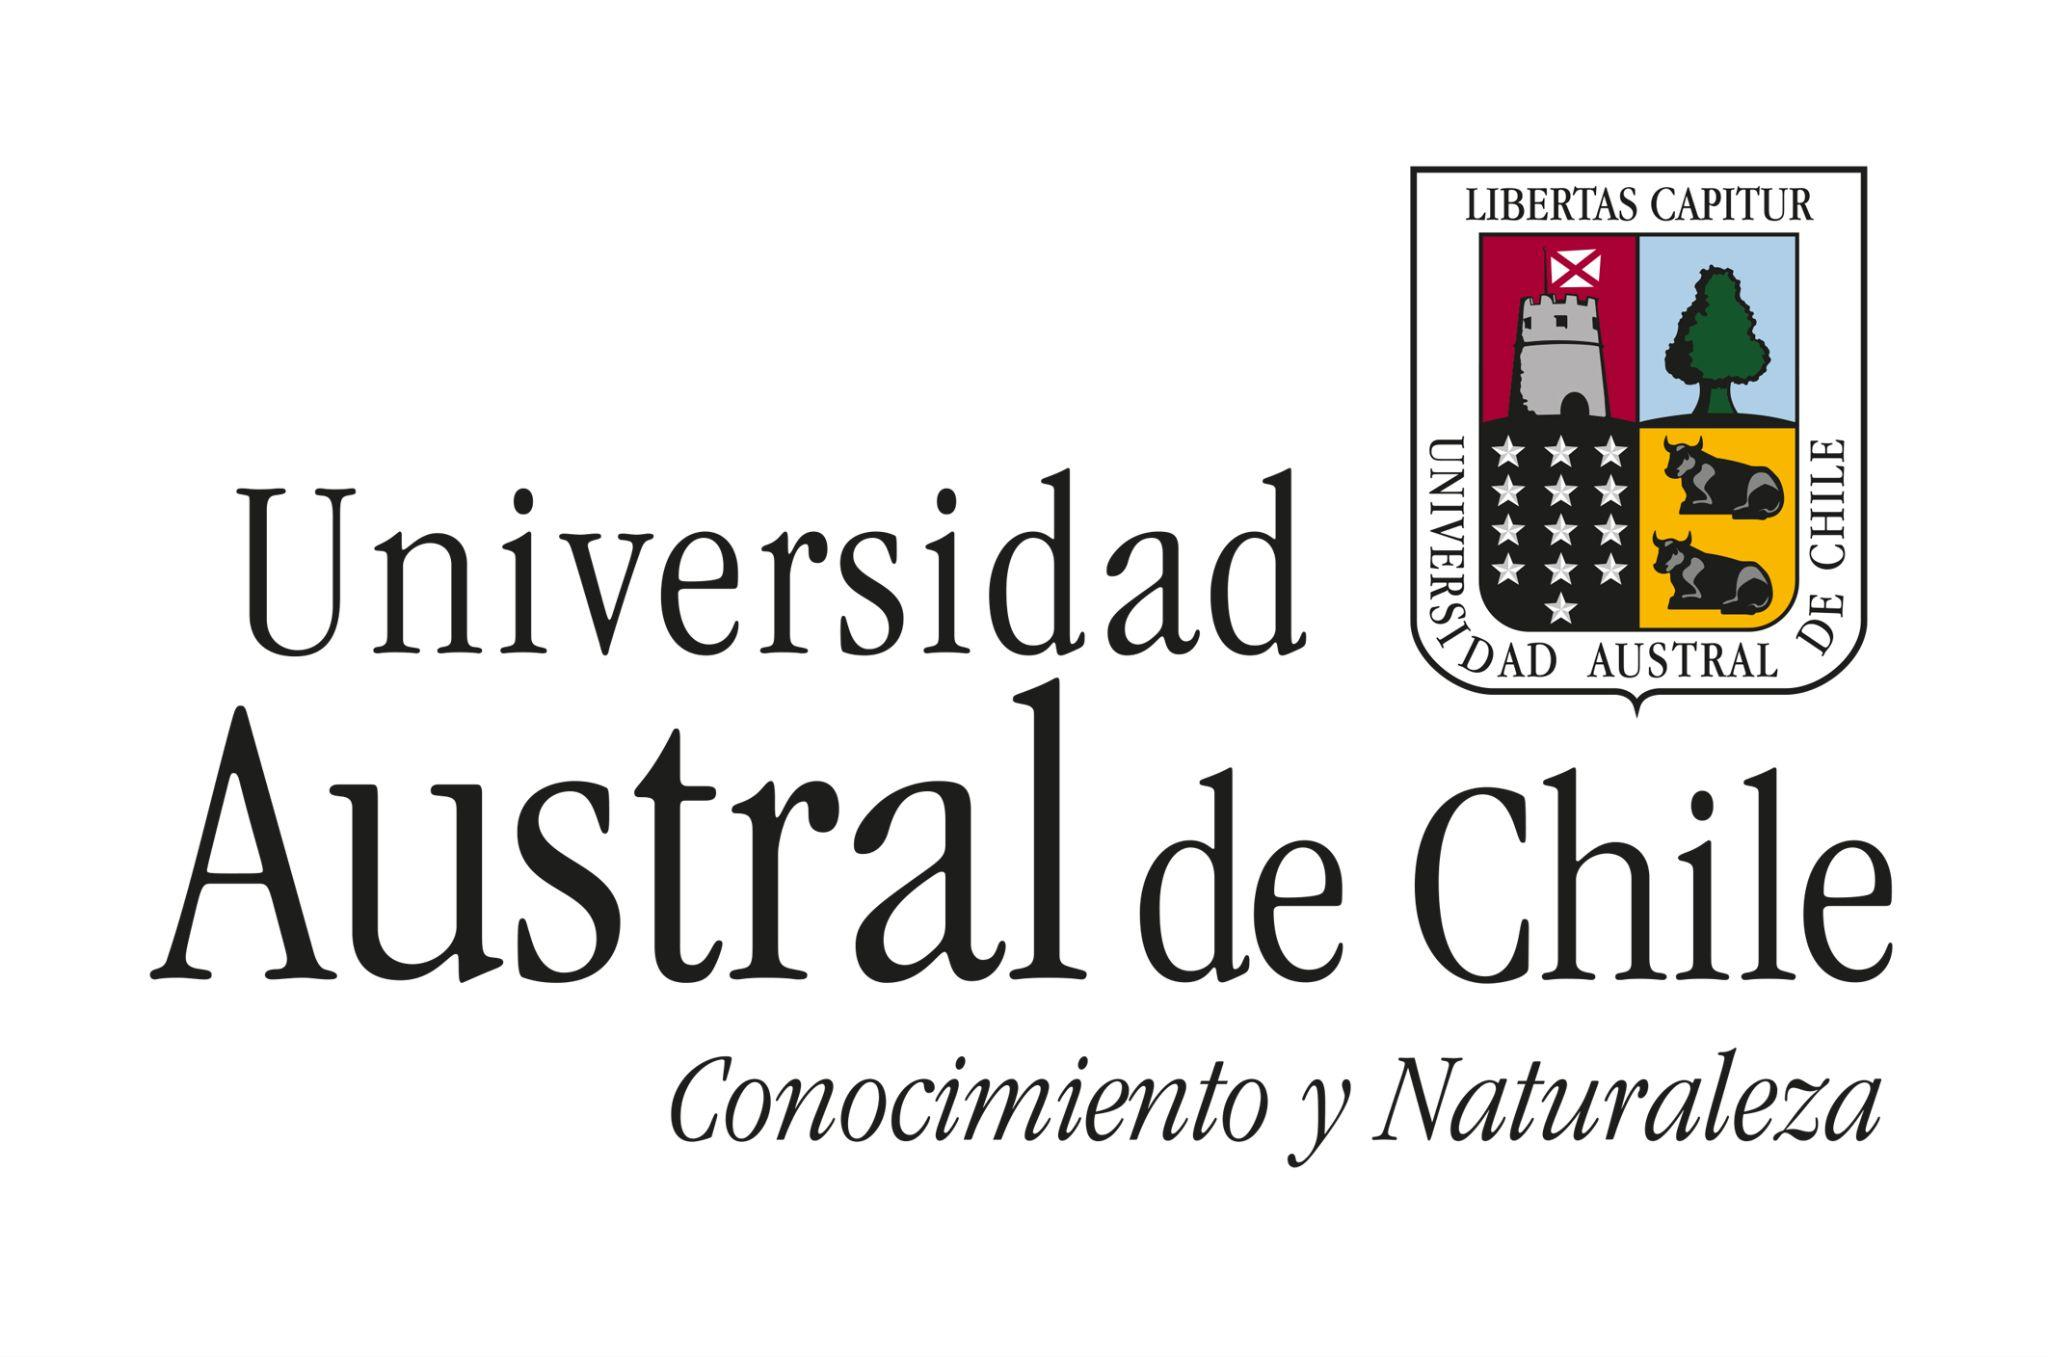 LIBERTAS CAPITUR
UNIVERSIDAD AUSTRAL DE CHILE
Universidad
Austral de Chile
Conocimiento y Naturaleza